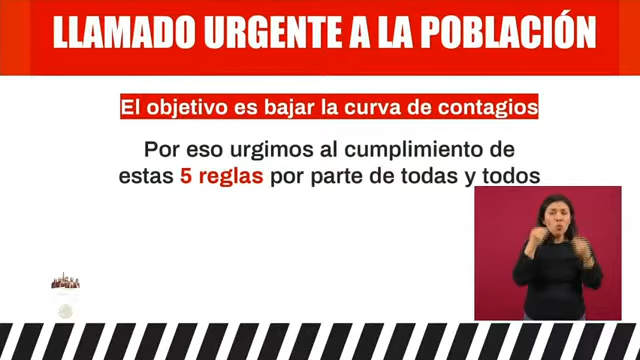 LLAMADO URGENTE A LA POBLACIÓN
El objetivo es bajar la curva de contagios
Por eso urgimos al cumplimiento de
estas 5 reglas por parte de todas y todos